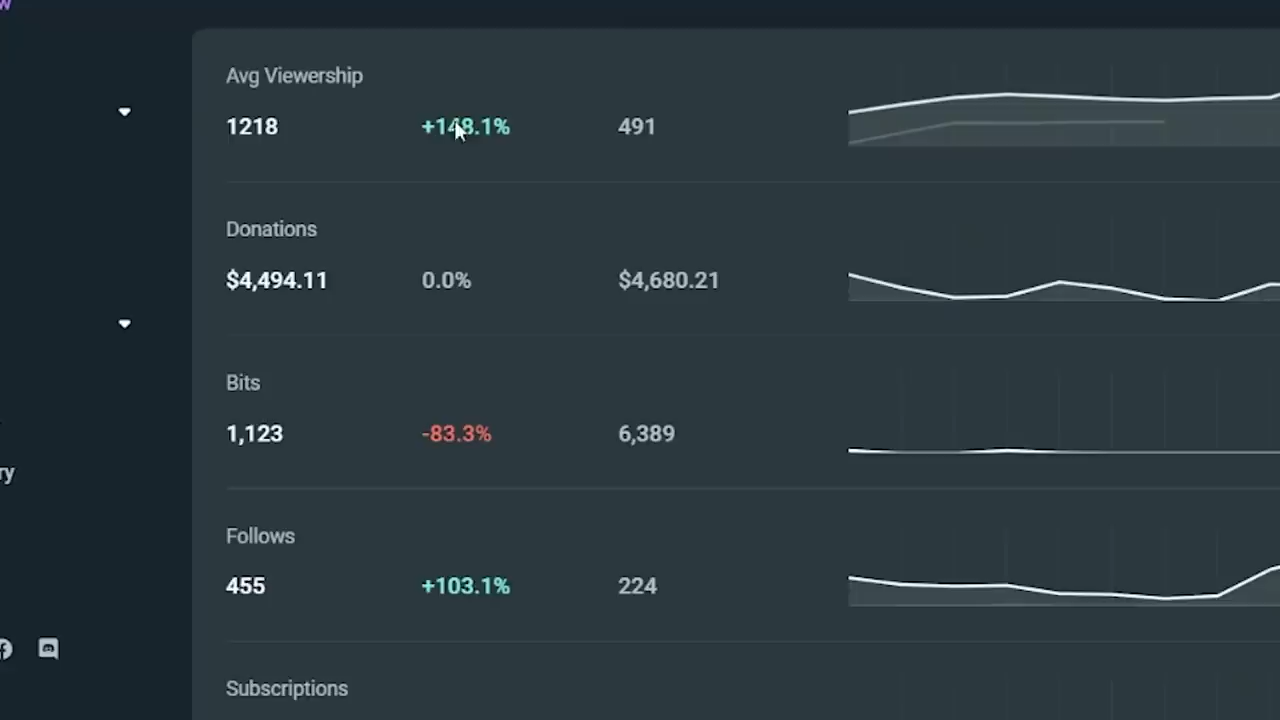 w
Avg Viewership
1218 +148.1% 491
Donations
$4,494.11 0.0% $4,680.21
Bits
1,123 -83.3% 6,389
ry
Follows
455 +103.1% 224
Subscriptions